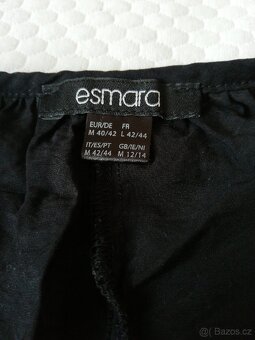 esmara
EUR/DE FR
M 40/42 L 42/44
IT/ES/PT GB/IE/NI
M 42/44 M 12/14
Bazos.cz